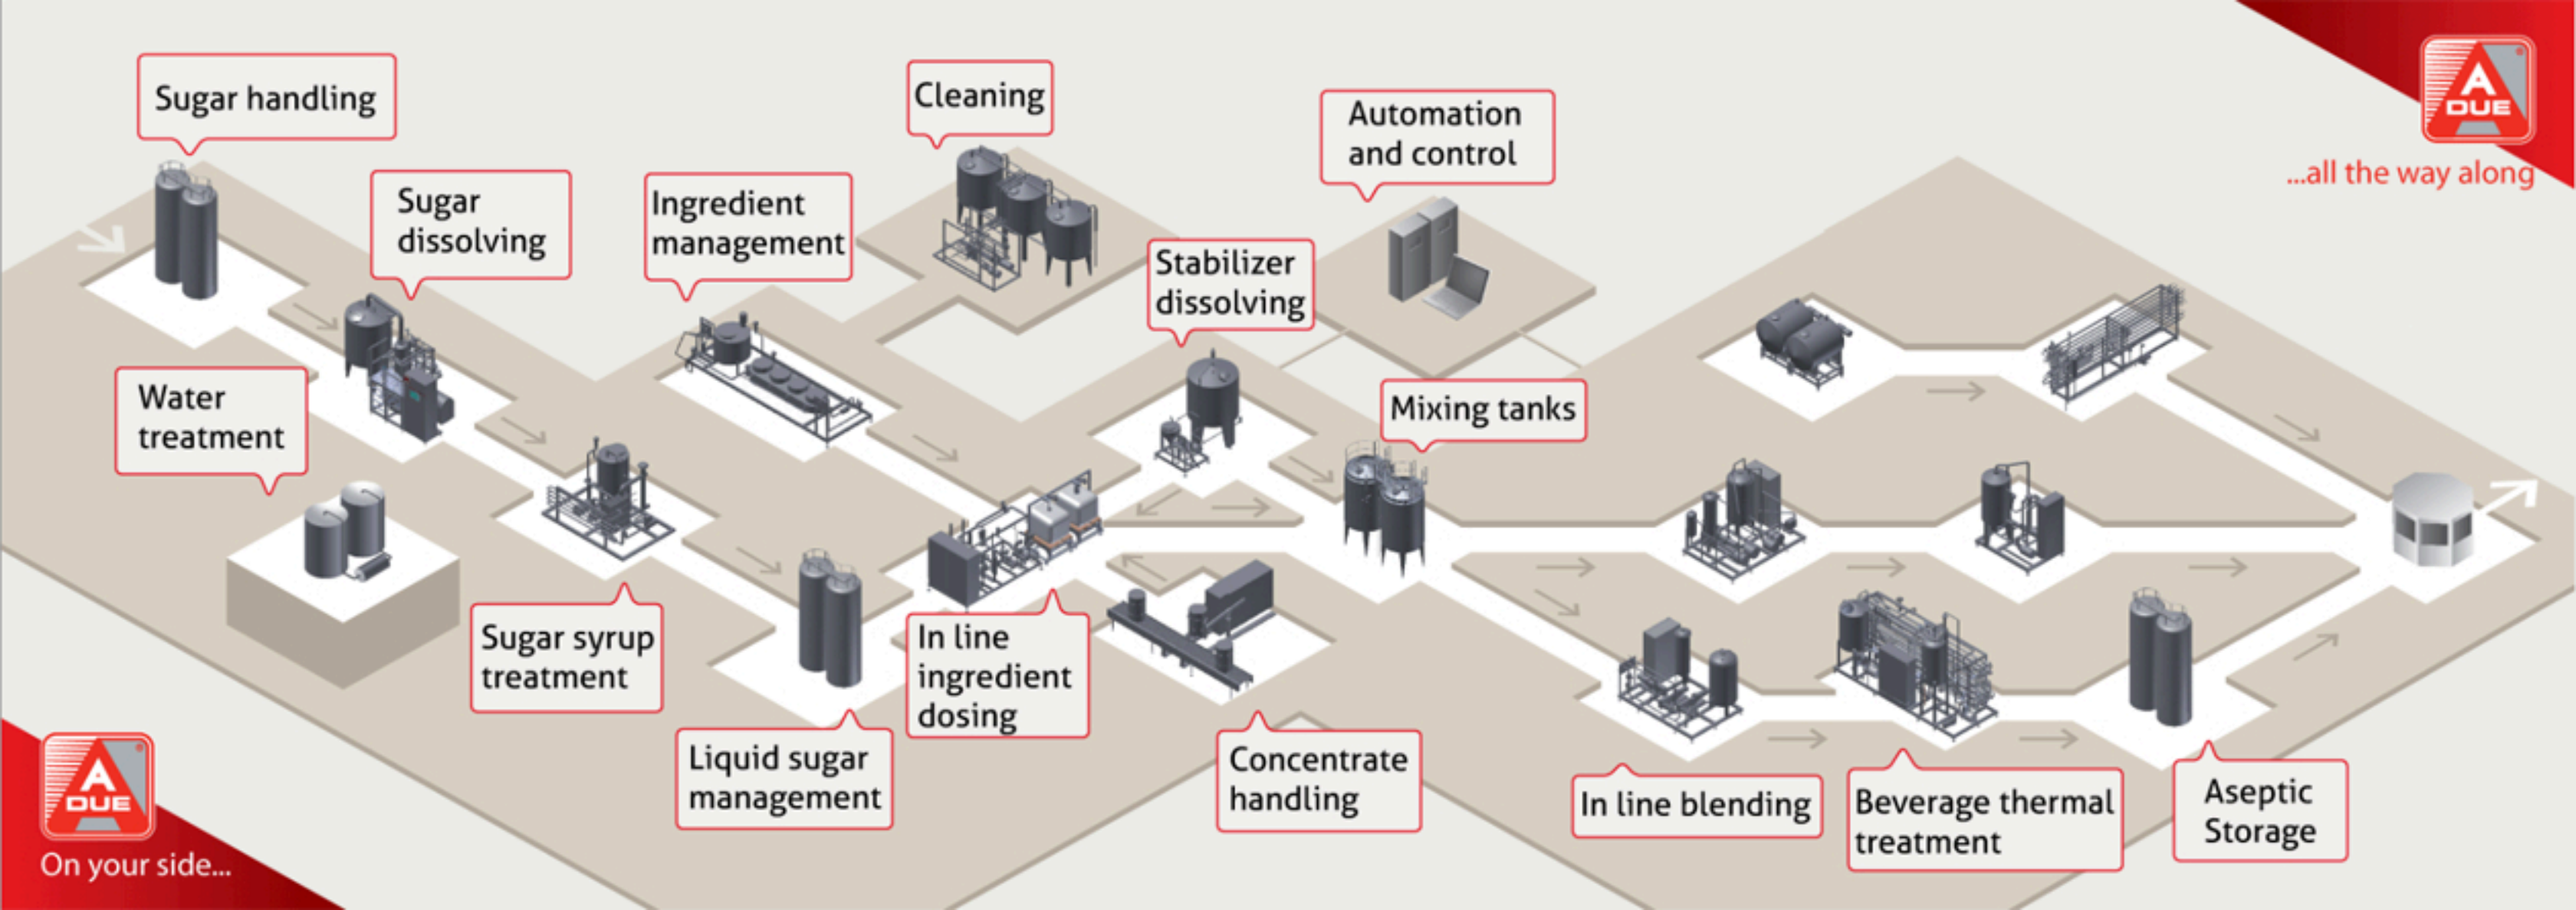 Sugar handling
Cleaning
Automation
and control
A
DUE
...all the way along
Sugar
dissolving
Ingredient
management
Stabilizer
dissolving
Water
treatment
Mixing tanks
Sugar syrup
treatment
In line
ingredient
dosing
Liquid sugar
management
Concentrate
handling
In line blending
Beverage thermal
treatment
Aseptic
Storage
A
DUE
On your side...